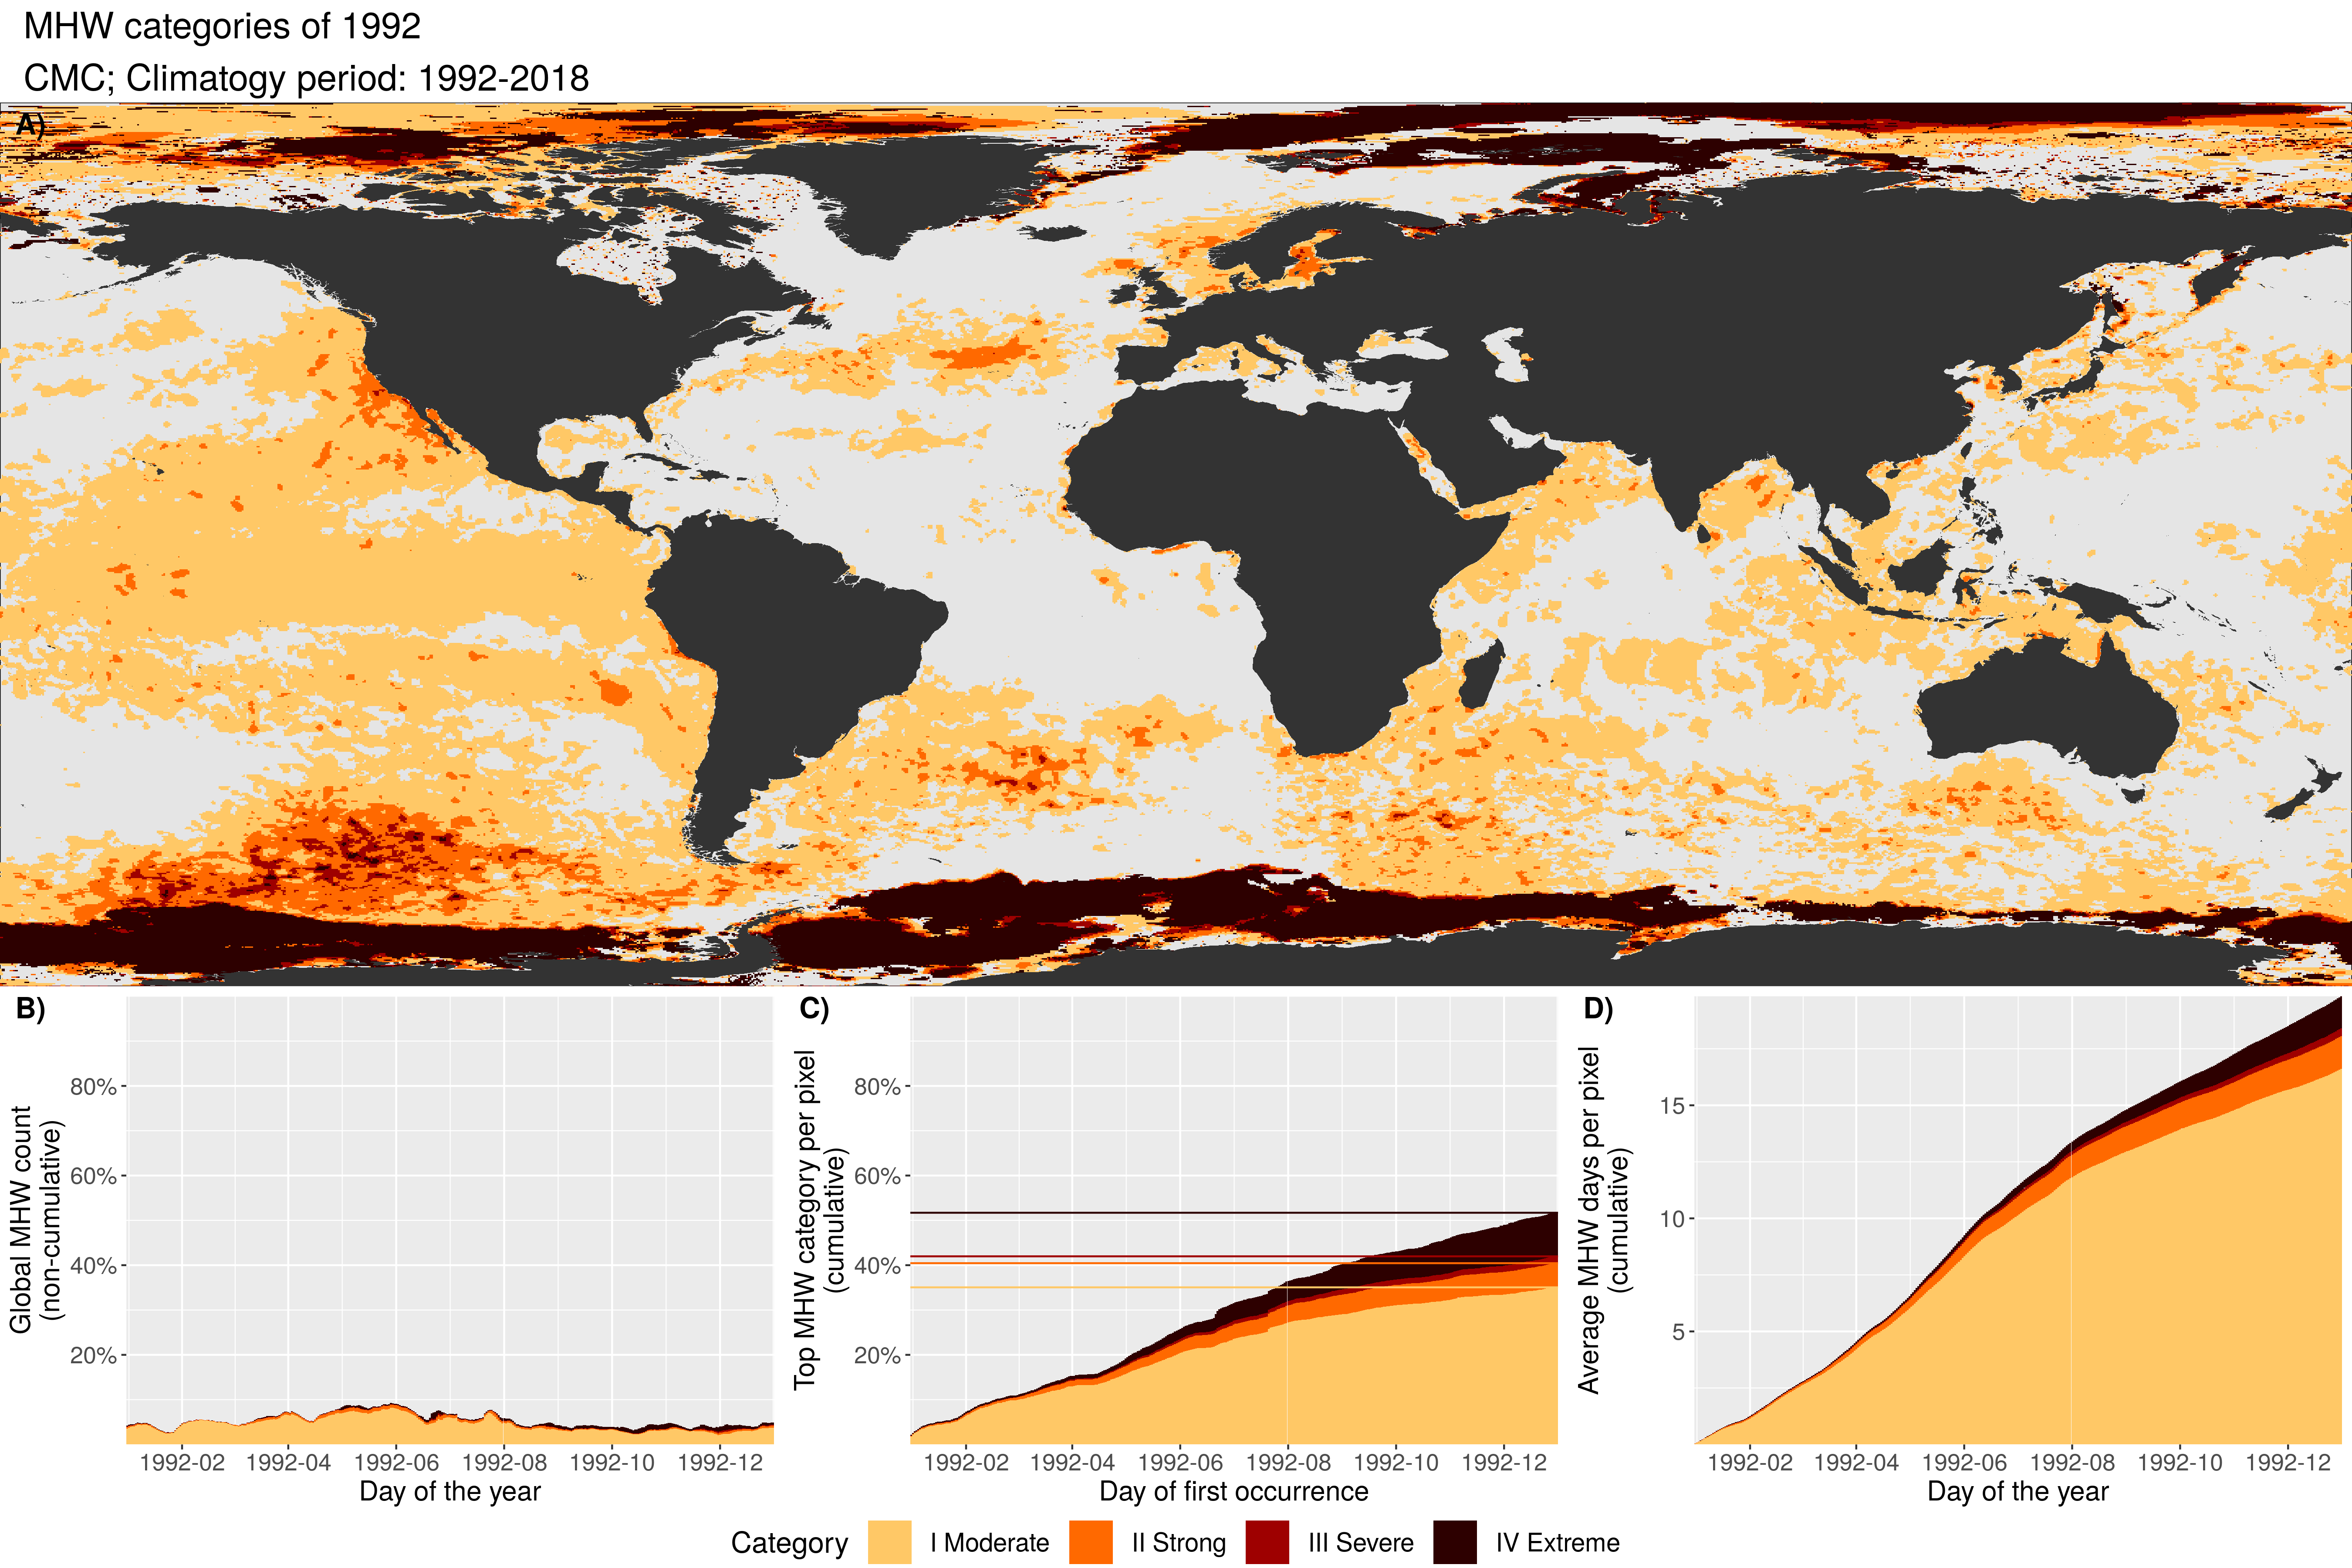 MHW categories of 1992
CMC; Climatogy period: 1992-2018
A)
B)
Global MHW count
(non-cumulative)
80%
60%
40%
20%
1992-02 1992-04 1992-06 1992-08 1992-10 1992-12
Day of the year
C)
Top MHW category per pixel
(cumulative)
80%
60%
40%
20%
1992-02 1992-04 1992-06 1992-08 1992-10 1992-12
Day of first occurrence
D)
Average MHW days per pixel
(cumulative)
15
10
5
1992-02 1992-04 1992-06 1992-08 1992-10 1992-12
Day of the year
Category I Moderate II Strong III Severe IV Extreme